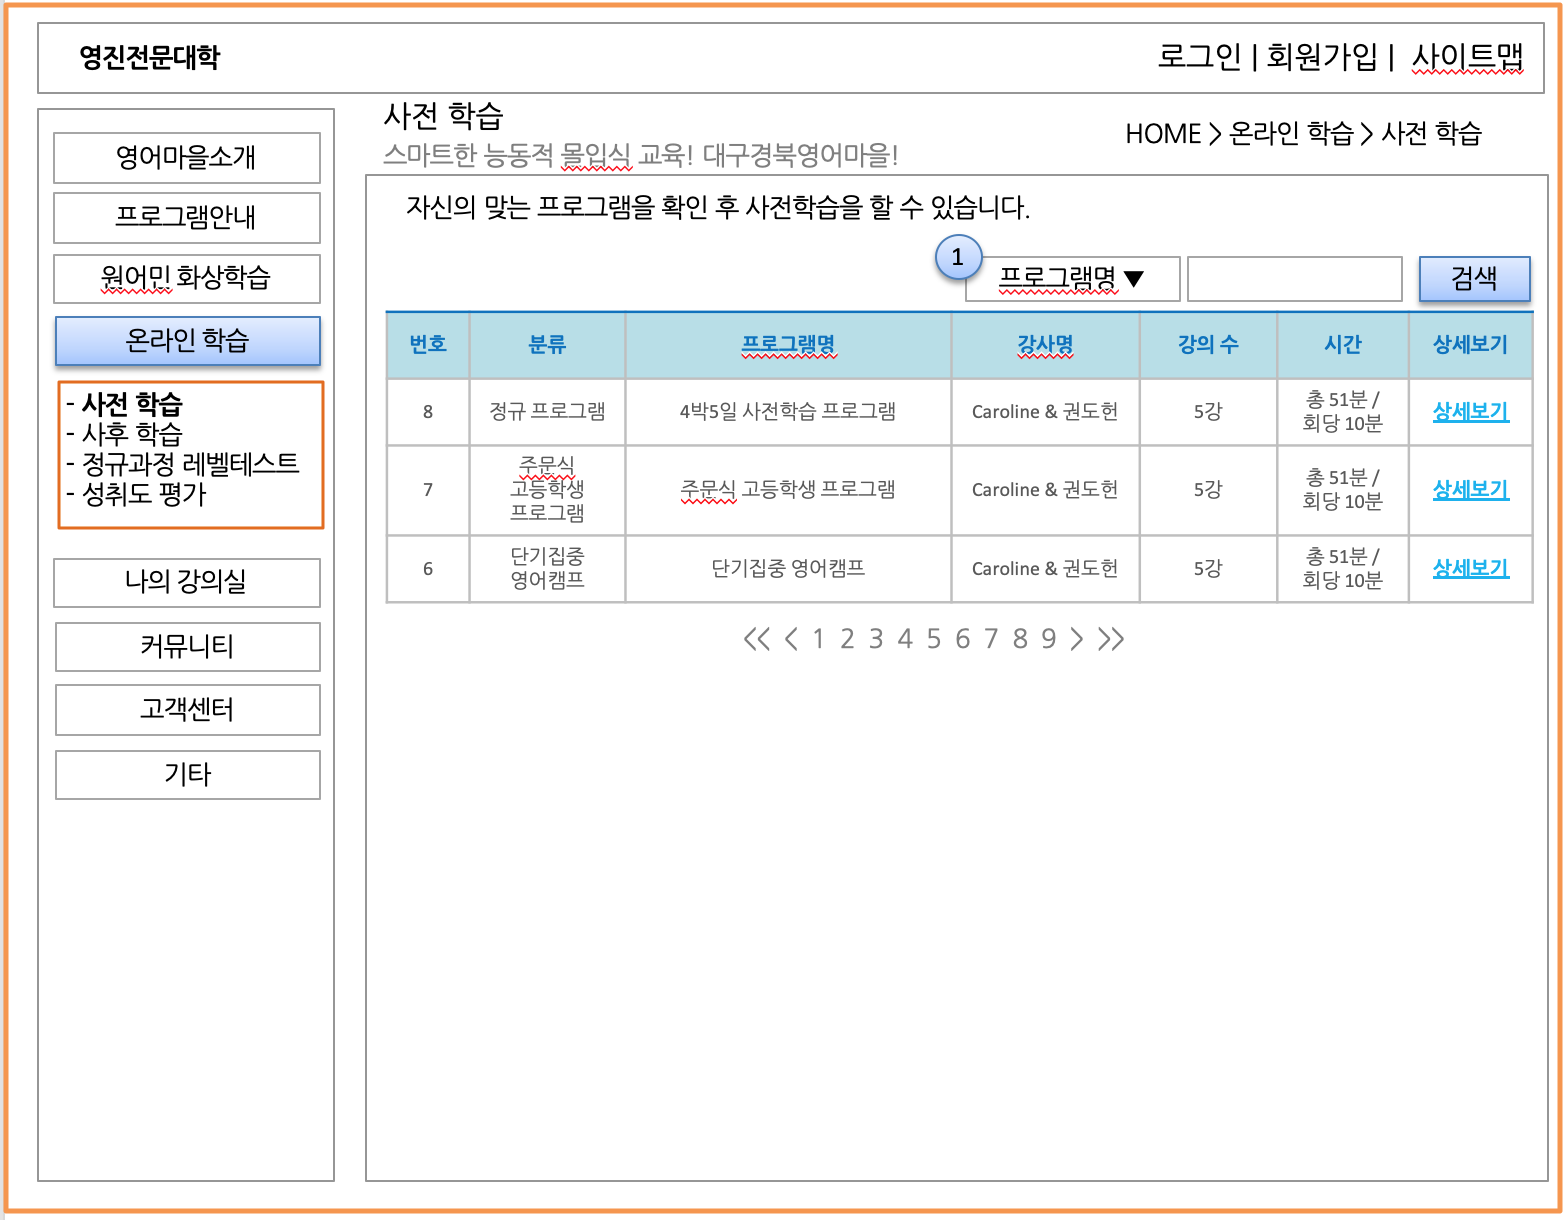 영진전문대학
로그인 | 회원가입 | 사이트맵
영어마을소개
프로그램안내
원어민 화상학습
온라인 학습
- 사전 학습
- 사후 학습
- 정규과정 레벨테스트
- 성취도 평가
나의 강의실
커뮤니티
고객센터
기타
사전 학습
스마트한 능동적 몰입식 교육! 대구경북영어마을!
HOME > 온라인 학습 > 사전 학습
자신의 맞는 프로그램을 확인 후 사전학습을 할 수 있습니다.
1
프로그램명 ▼
검색
번호 분류 프로그램명 강사명 강의 수 시간 상세보기
8 정규 프로그램 4박5일 사전학습 프로그램 Caroline & 권도헌 5강 총 51분 /
회당 10분 상세보기
7 주문식
고등학생
프로그램 주문식 고등학생 프로그램 Caroline & 권도헌 5강 총 51분 /
회당 10분 상세보기
6 단기집중
영어캠프 단기집중 영어캠프 Caroline & 권도헌 5강 총 51분 /
회당 10분 상세보기
<< < 1 2 3 4 5 6 7 8 9 > >>